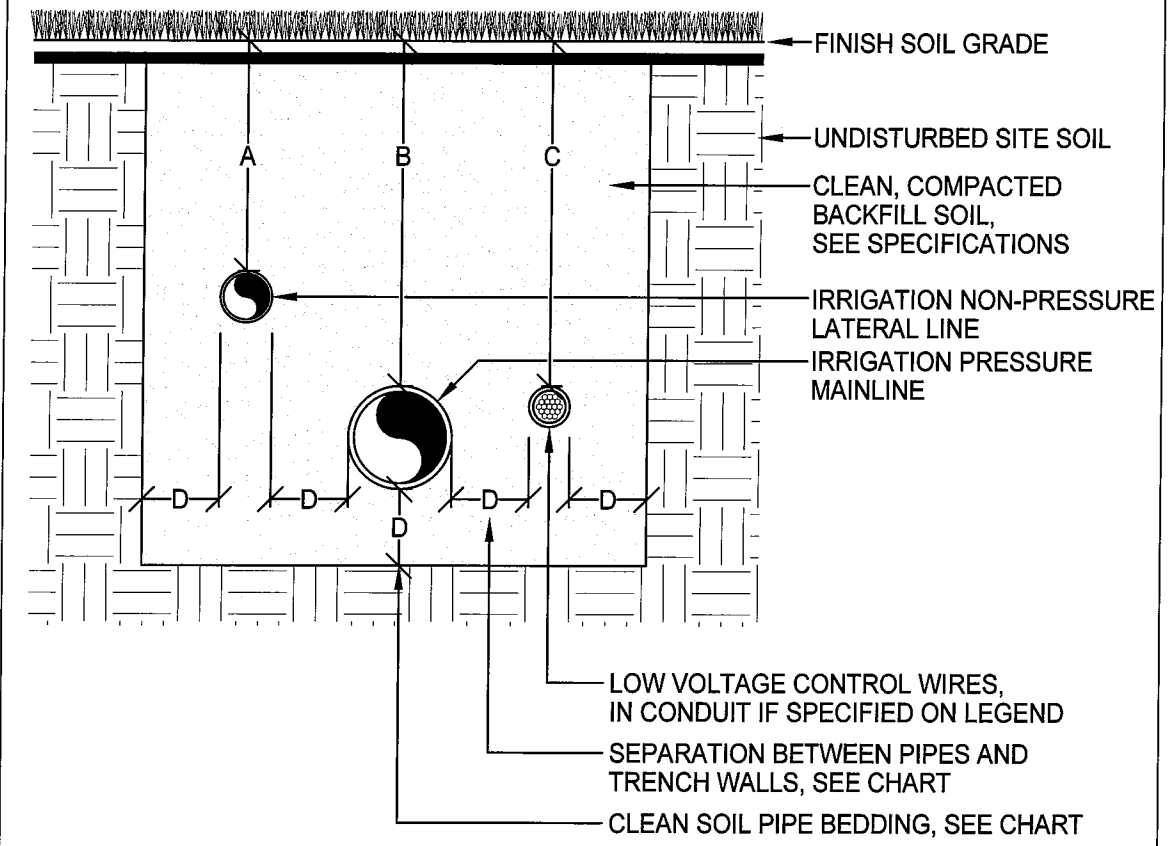 FINISH SOIL GRADE
UNDISTURBED SITE SOIL
A
B
C
CLEAN, COMPACTED
BACKFILL SOIL,
SEE SPECIFICATIONS
IRRIGATION NON-PRESSURE
LATERAL LINE
IRRIGATION PRESSURE
MAINLINE
D
D
D
D
D
LOW VOLTAGE CONTROL WIRES,
IN CONDUIT IF SPECIFIED ON LEGEND
SEPARATION BETWEEN PIPES AND
TRENCH WALLS, SEE CHART
CLEAN SOIL PIPE BEDDING, SEE CHART